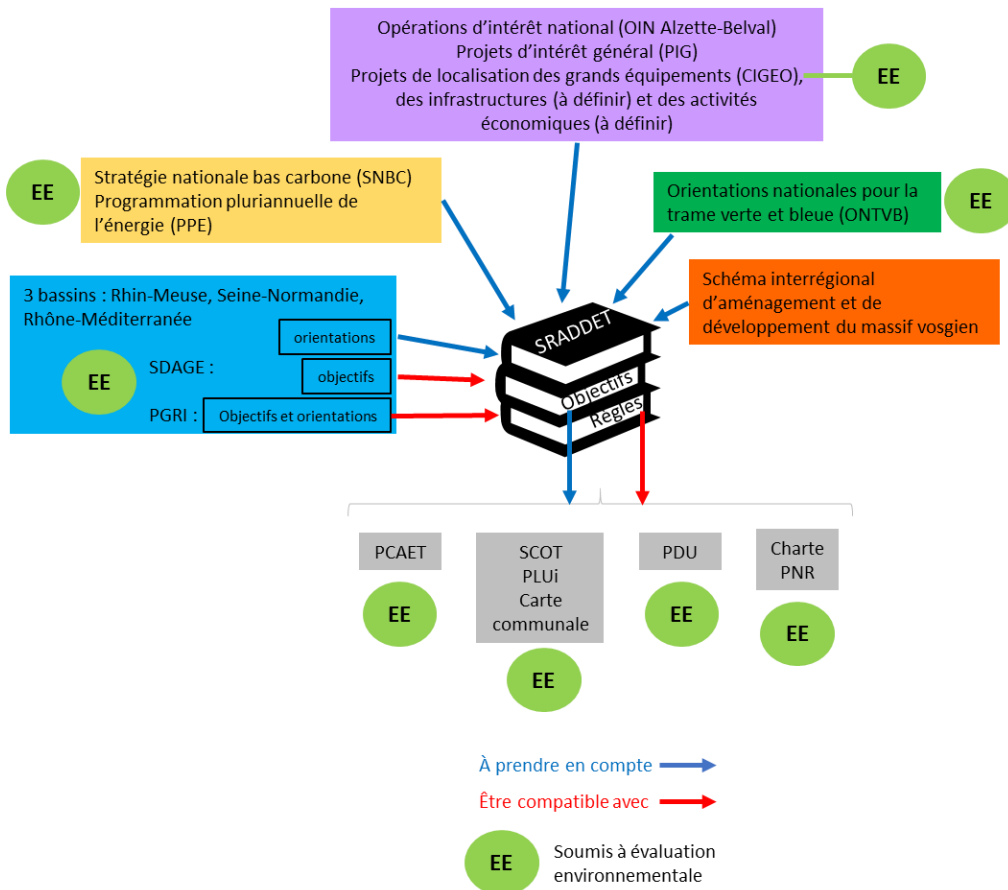 Opérations d’intérêt national (OIN Alzette-Belval)
Projets d’intérêt général (PIG)
Projets de localisation des grands équipements (CIGEO),
des infrastructures (à définir) et des activités
économiques (à définir)
EE
EE
Stratégie nationale bas carbone (SNBC)
Programmation pluriannuelle de
l’énergie (PPE)
Orientations nationales pour la
trame verte et bleue (ONTVB)
EE
3 bassins : Rhin-Meuse, Seine-Normandie,
Rhône-Méditerranée
orientations
EE
SDAGE :
objectifs
PGRI :
Objectifs et orientations
Schéma interrégional
d’aménagement et de
développement du massif vosgien
SRADDET
Objectifs
Règles
PCAET
EE
SCOT
PLUi
Carte
communale
EE
PDU
EE
Charte
PNR
EE
À prendre en compte
Être compatible avec
EE
Soumis à évaluation
environnementale